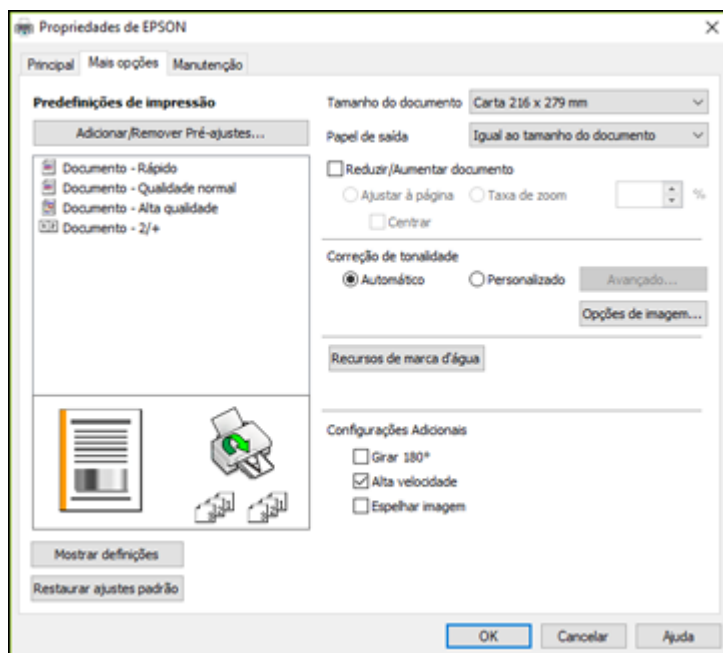 Propriedades de EPSON
Principal
Mais opções
Manutenção
Predefinições de impressão
Adicionar/Remover Pré-ajustes...
Documento - Rápido
Documento - Qualidade normal
Documento - Alta qualidade
Documento - 2/+
Mostrar definições
Restaurar ajustes padrão
Tamanho do documento Carta 216 x 279 mm
Papel de saída Igual ao tamanho do documento
Reduzir/Aumentar documento
Ajustar à página Taxa de zoom %
Centrar
Correção de tonalidade
Automático Personalizado Avançado...
Opções de imagem...
Recursos de marca d'água
Configurações Adicionais
Girar 180°
Alta velocidade
Espelhar imagem
OK Cancelar Ajuda